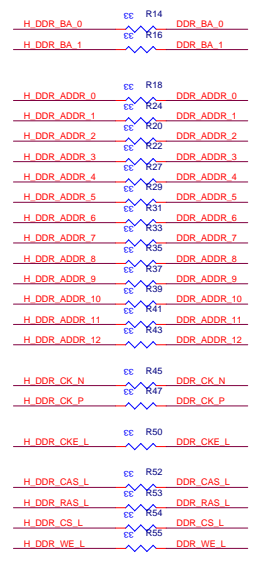 33 R14
H_DDR_BA_0 DDR_BA_0
33 R16
H_DDR_BA_1 DDR_BA_1
33 R18
H_DDR_ADDR_0 DDR_ADDR_0
33 R24
H_DDR_ADDR_1 DDR_ADDR_1
33 R20
H_DDR_ADDR_2 DDR_ADDR_2
33 R22
H_DDR_ADDR_3 DDR_ADDR_3
33 R27
H_DDR_ADDR_4 DDR_ADDR_4
33 R29
H_DDR_ADDR_5 DDR_ADDR_5
33 R31
H_DDR_ADDR_6 DDR_ADDR_6
33 R33
H_DDR_ADDR_7 DDR_ADDR_7
33 R35
H_DDR_ADDR_8 DDR_ADDR_8
33 R37
H_DDR_ADDR_9 DDR_ADDR_9
33 R39
H_DDR_ADDR_10 DDR_ADDR_10
33 R41
H_DDR_ADDR_11 DDR_ADDR_11
33 R43
H_DDR_ADDR_12 DDR_ADDR_12
33 R45
H_DDR_CK_N DDR_CK_N
33 R47
H_DDR_CK_P DDR_CK_P
33 R50
H_DDR_CKE_L DDR_CKE_L
33 R52
H_DDR_CAS_L DDR_CAS_L
33 R53
H_DDR_RAS_L DDR_RAS_L
33 R54
H_DDR_CS_L DDR_CS_L
33 R55
H_DDR_WE_L DDR_WE_L